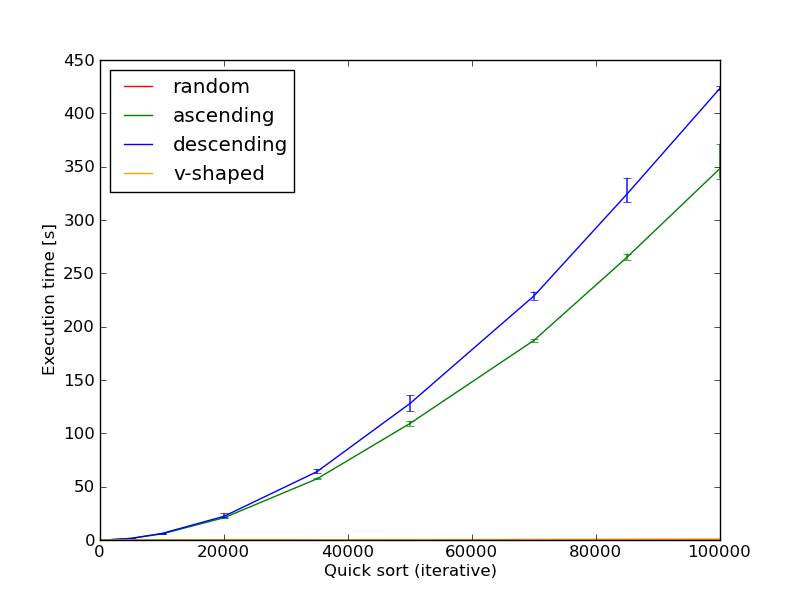 450
400
350
300
250
200
150
100
50
0
random
ascending
descending
v-shaped
Execution time [s]
0 20000 40000 60000 80000 100000
Quick sort (iterative)